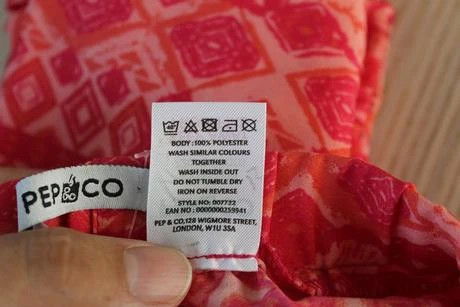 BODY : 100% POLYESTER
WASH SIMILAR COLOURS
TOGETHER
WASH INSIDE OUT
DO NOT TUMBLE DRY
IRON ON REVERSE
STYLE NO: 007722
EAN NO : 0000000259941
PEP & CO,128 WIGMORE STREET,
LONDON, W1U 3SA
PEP&CO